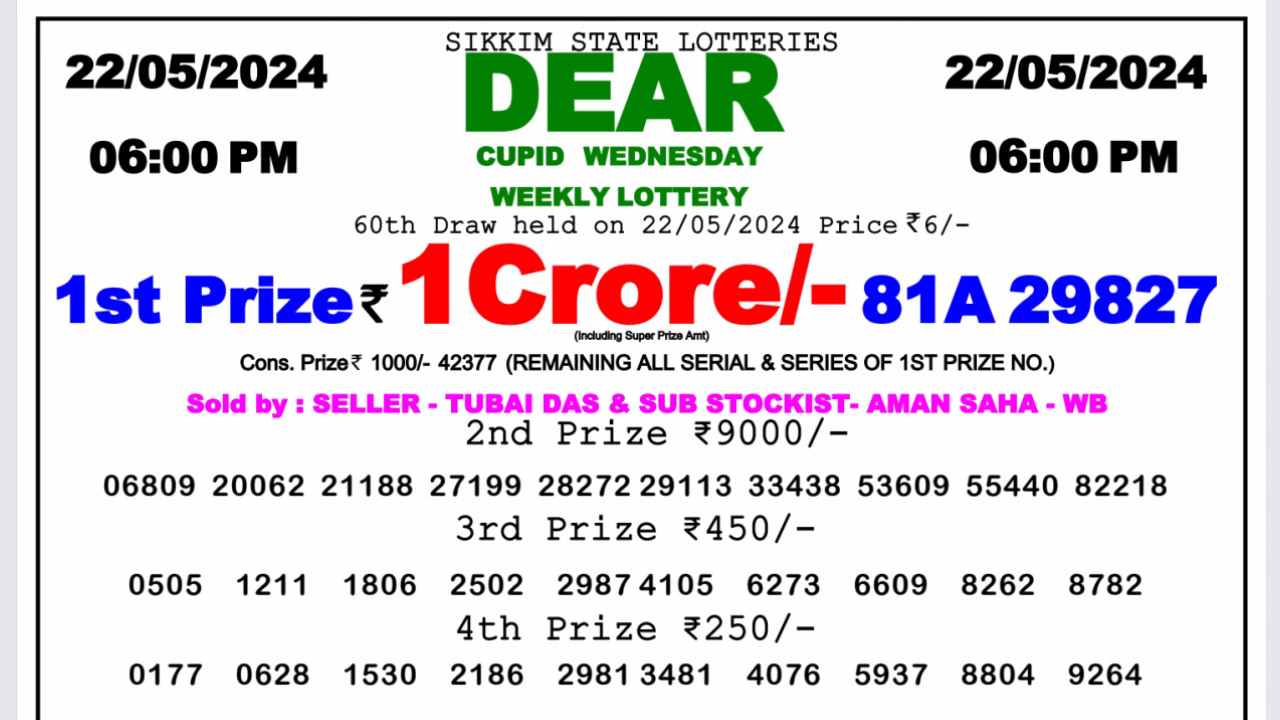 SIKKIM STATE LOTTERIES
22/05/2024 DEAR 22/05/2024
06:00 PM CUPID WEDNESDAY 06:00 PM
WEEKLY LOTTERY
60th Draw held on 22/05/2024 Price ₹6/-
1st Prize ₹ 1Crore/- 81A 29827
(Including Super Prize Amt)
Cons. Prize ₹ 1000/- 42377 (REMAINING ALL SERIAL & SERIES OF 1ST PRIZE NO.)
Sold by : SELLER - TUBAI DAS & SUB STOCKIST- AMAN SAHA - WB
2nd Prize ₹9000/-
06809 20062 21188 27199 28272 29113 33438 53609 55440 82218
3rd Prize ₹450/-
0505 1211 1806 2502 2987 4105 6273 6609 8262 8782
4th Prize ₹250/-
0177 0628 1530 2186 2981 3481 4076 5937 8804 9264